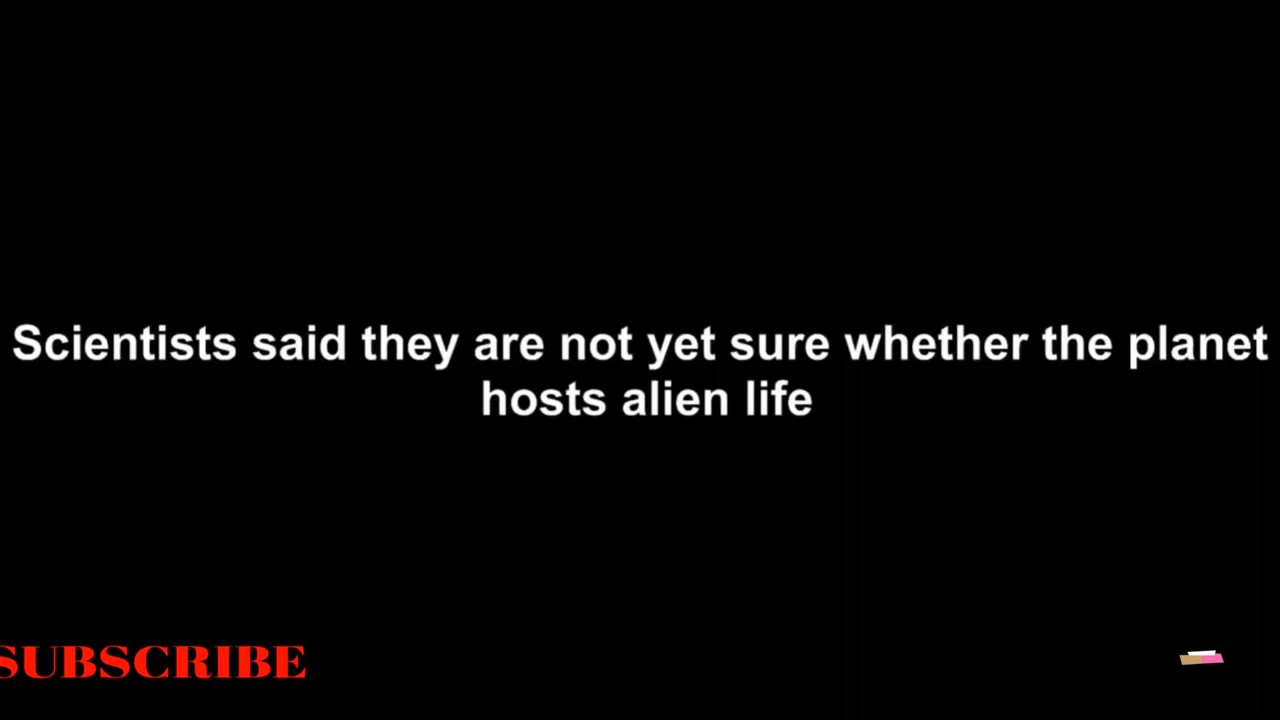 Scientists said they are not yet sure whether the planet
hosts alien life
SUBSCRIBE